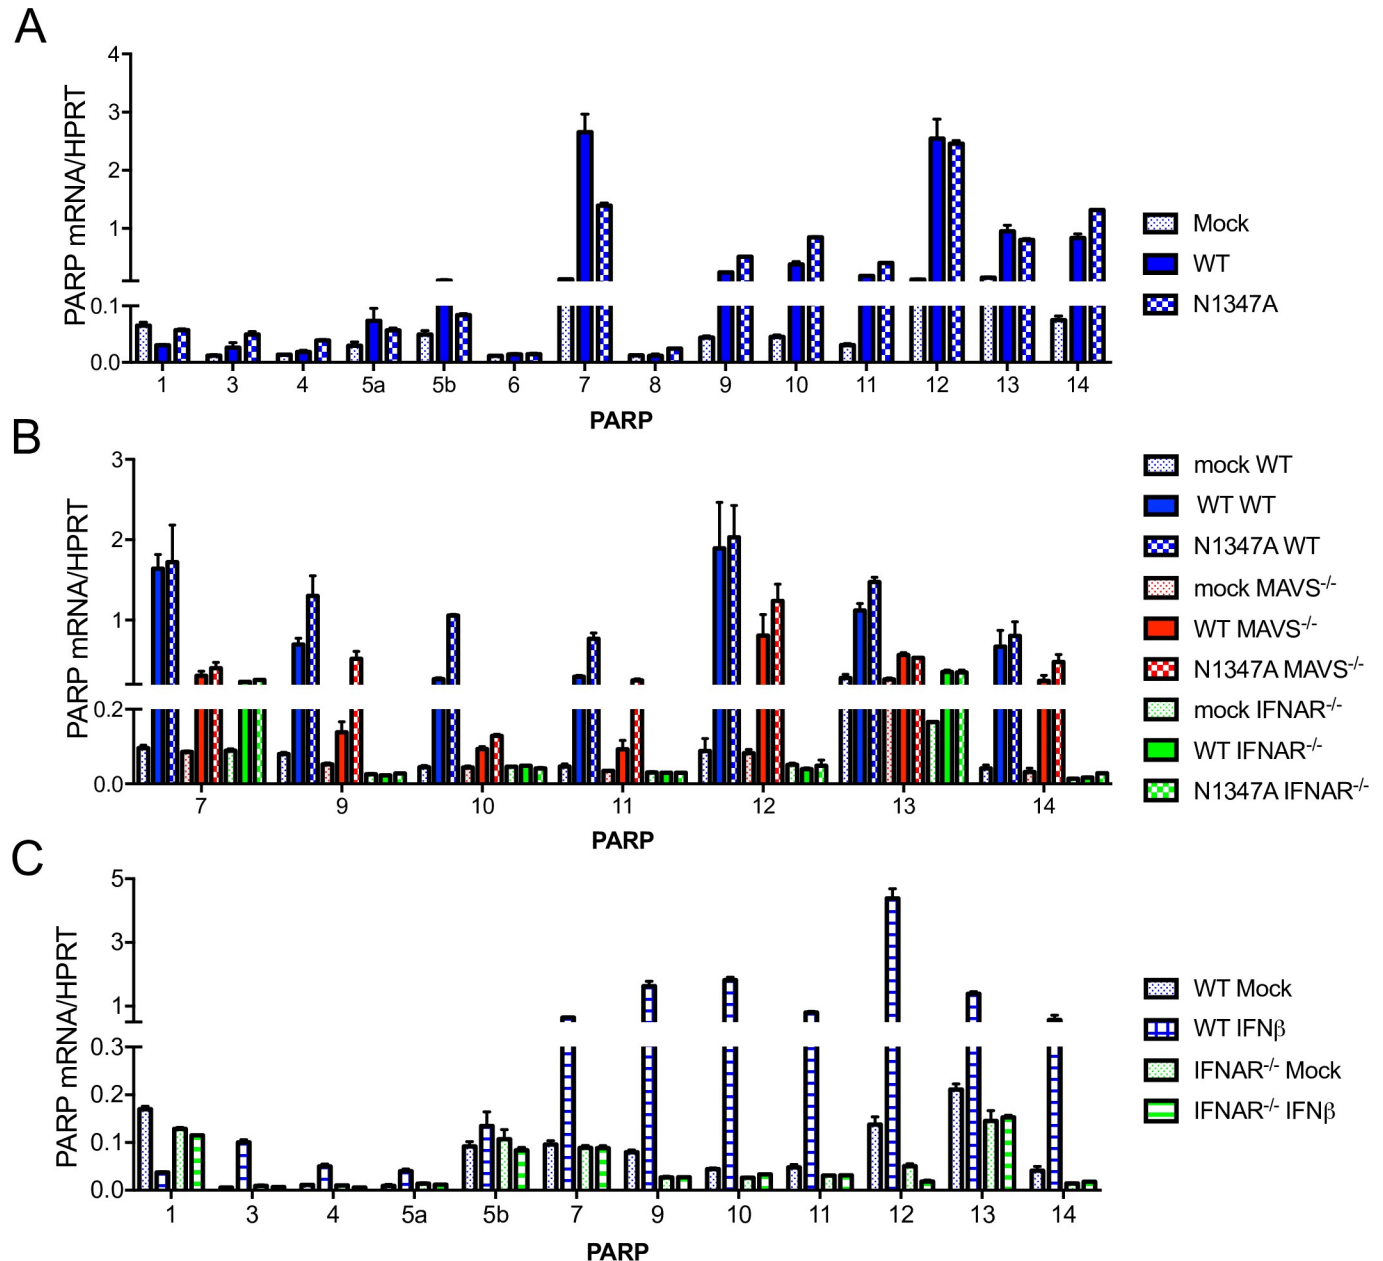 A
PARP mRNA/HPRT
4
3
2
1
0.1
0.0
1 3 4 5a 5b 6 7 8 9 10 11 12 13 14
PARP
Mock
WT
N1347A
B
PARP mRNA/HPRT
3
2
1
0.2
0.0
7 9 10 11 12 13 14
PARP
mock WT
WT WT
N1347A WT
mock MAVS-/-
WT MAVS-/-
N1347A MAVS-/-
mock IFNAR-/-
WT IFNAR-/-
N1347A IFNAR-/-
C
PARP mRNA/HPRT
5
3
1
0.3
0.2
0.1
0.0
1 3 4 5a 5b 7 9 10 11 12 13 14
PARP
WT Mock
WT IFNβ
IFNAR-/- Mock
IFNAR-/- IFNβ